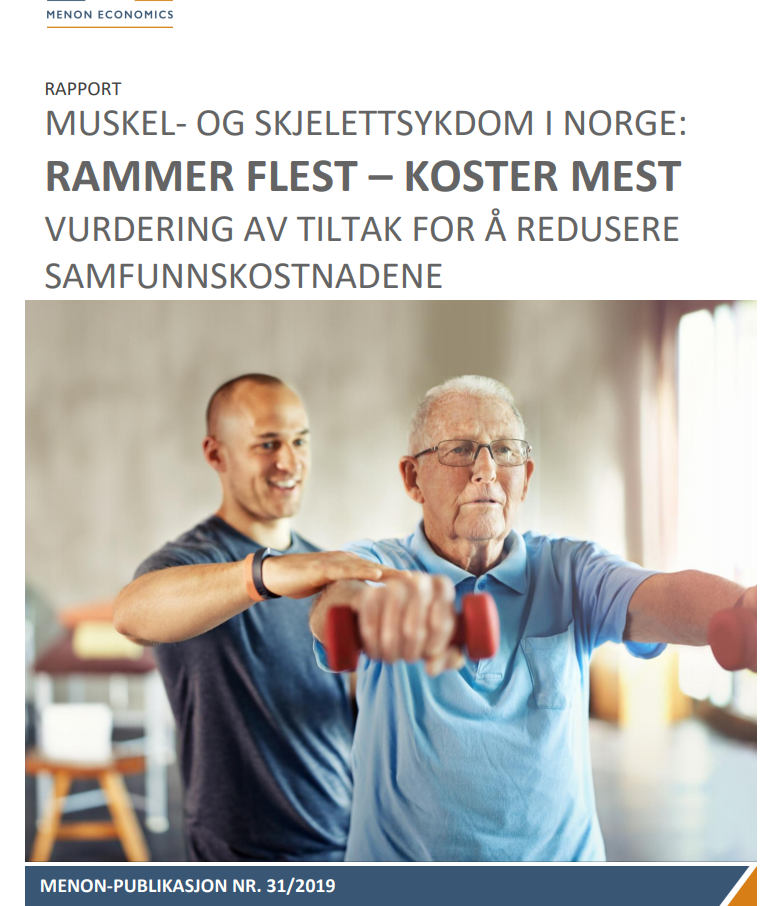 MENON ECONOMICS
RAPPORT
MUSKEL- OG SKJELETTSYKDOM I NORGE:
RAMMER FLEST – KOSTER MEST
VURDERING AV TILTAK FOR Å REDUSERE
SAMFUNNSKOSTNADENE
MENON-PUBLIKASJON NR. 31/2019